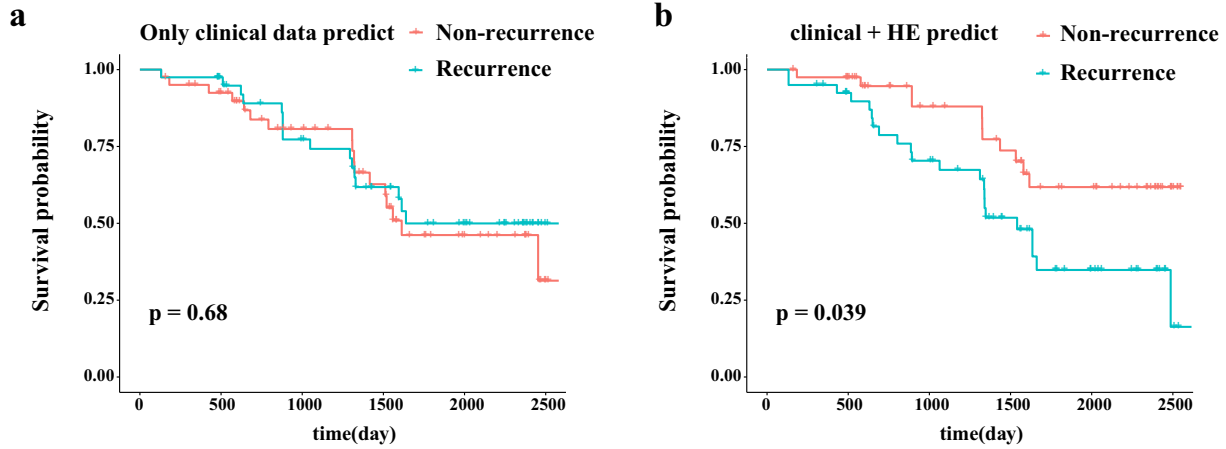 a
Only clinical data predict
Non-recurrence
Recurrence
Survival probability
1.00
0.75
0.50
0.25
0.00
p = 0.68
0 500 1000 1500 2000 2500
time(day)
b
clinical + HE predict
Non-recurrence
Recurrence
Survival probability
1.00
0.75
0.50
0.25
0.00
p = 0.039
0 500 1000 1500 2000 2500
time(day)